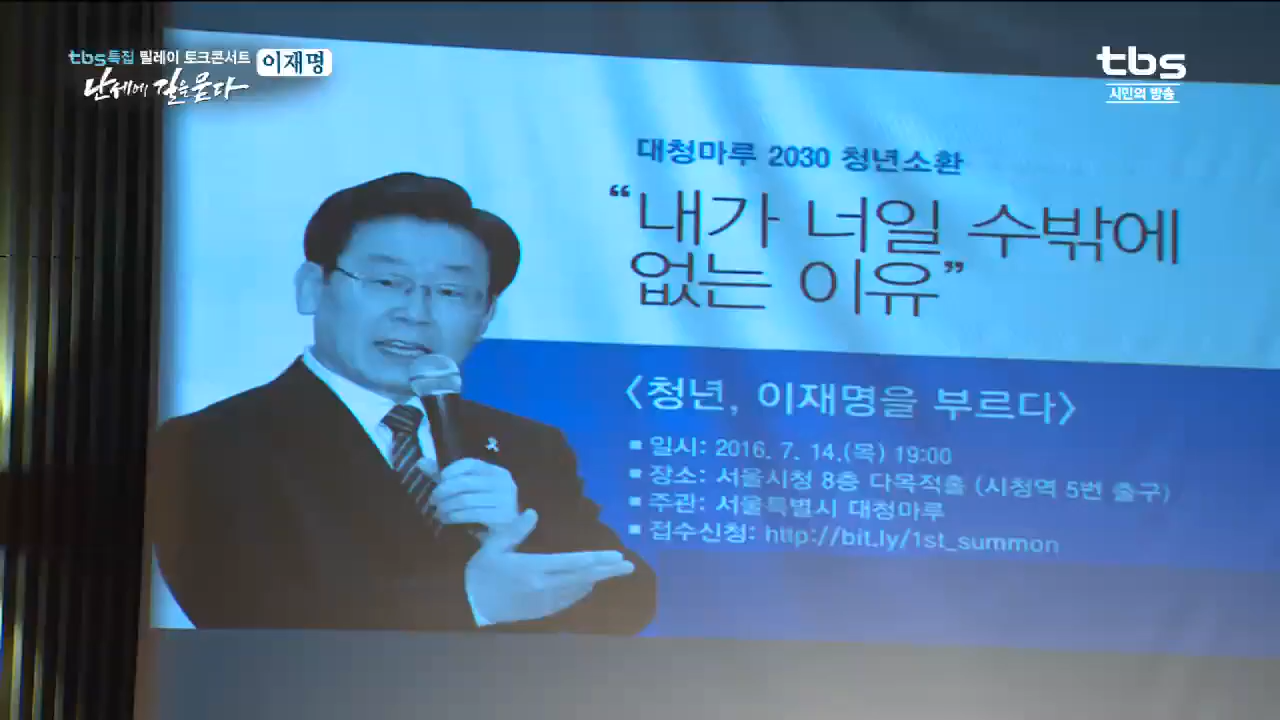 tbs특집 릴레이 토크콘서트 이재명
난세에 길을 묻다
tbs
시민의 방송
대청마루 2030 청년소환
“내가 너일 수밖에
없는 이유”
<청년, 이재명을 부르다>
▪ 일시: 2016. 7. 14.(목) 19:00
▪ 장소: 서울시청 8층 다목적홀 (시청역 5번 출구)
▪ 주관: 서울특별시 대청마루
▪ 접수신청: http://bit.ly/1st_summon